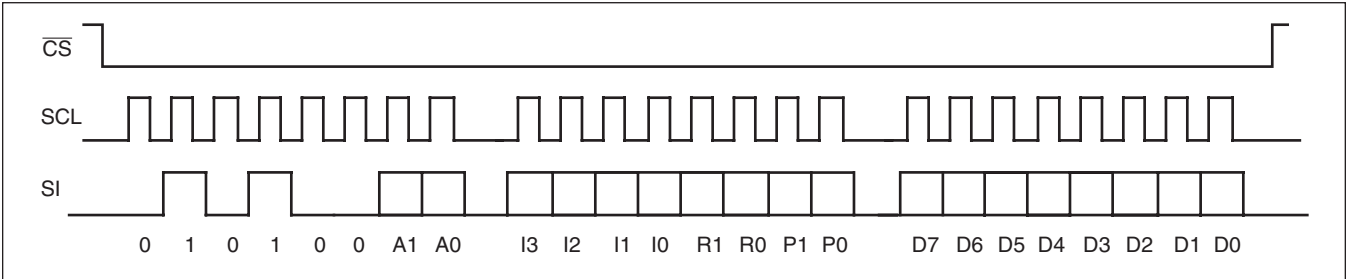 CS
SCL
SI
0 1 0 1 0 0 A1 A0 I3 I2 I1 I0 R1 R0 P1 P0 D7 D6 D5 D4 D3 D2 D1 D0